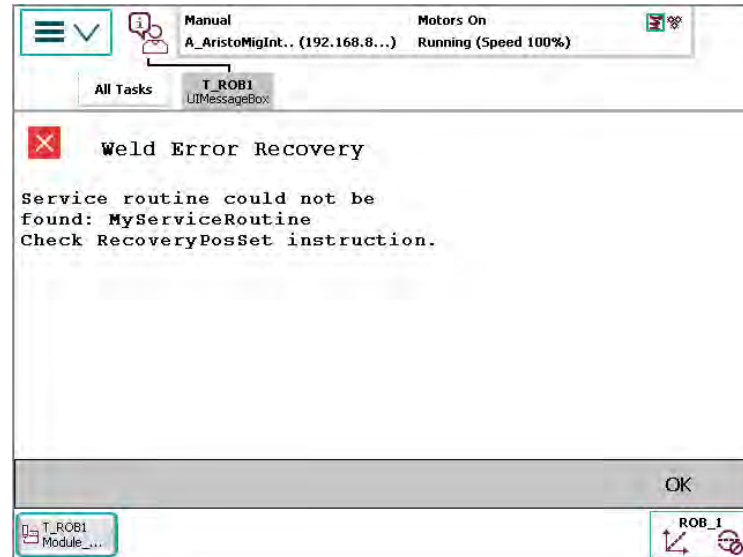 Manual
Motors On
A_AristoMigInt.. (192.168.8...)
Running (Speed 100%)
All Tasks
T_ROB1
UIMessageBox
Weld Error Recovery
Service routine could not be
found: MyServiceRoutine
Check RecoveryPosSet instruction.
OK
T_ROB1
Module_...
ROB_1